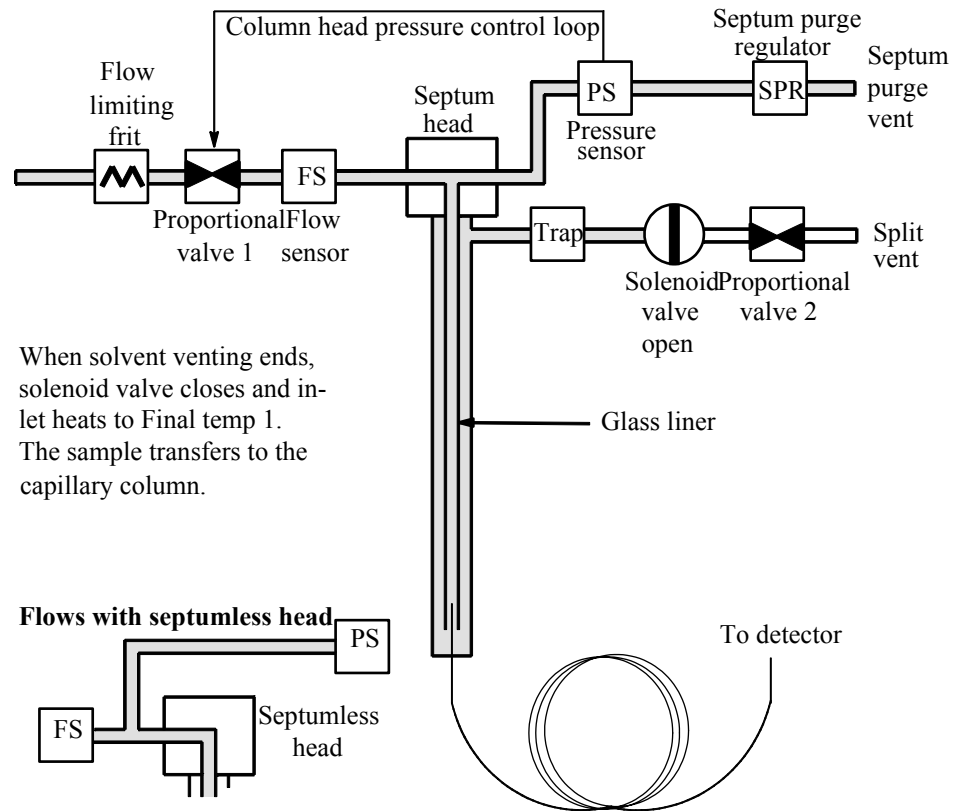 Column head pressure control loop
Septum purge
regulator
Septum
purge
vent
Flow
limiting
frit
Septum
head
PS
SPR
Pressure
sensor
FS
Proportional
valve 1
Flow
sensor
Trap
Split
vent
Solenoid
valve
open
Proportional
valve 2
When solvent venting ends,
solenoid valve closes and in-
let heats to Final temp 1.
The sample transfers to the
capillary column.
Glass liner
Flows with septumless head
PS
To detector
FS
Septumless
head